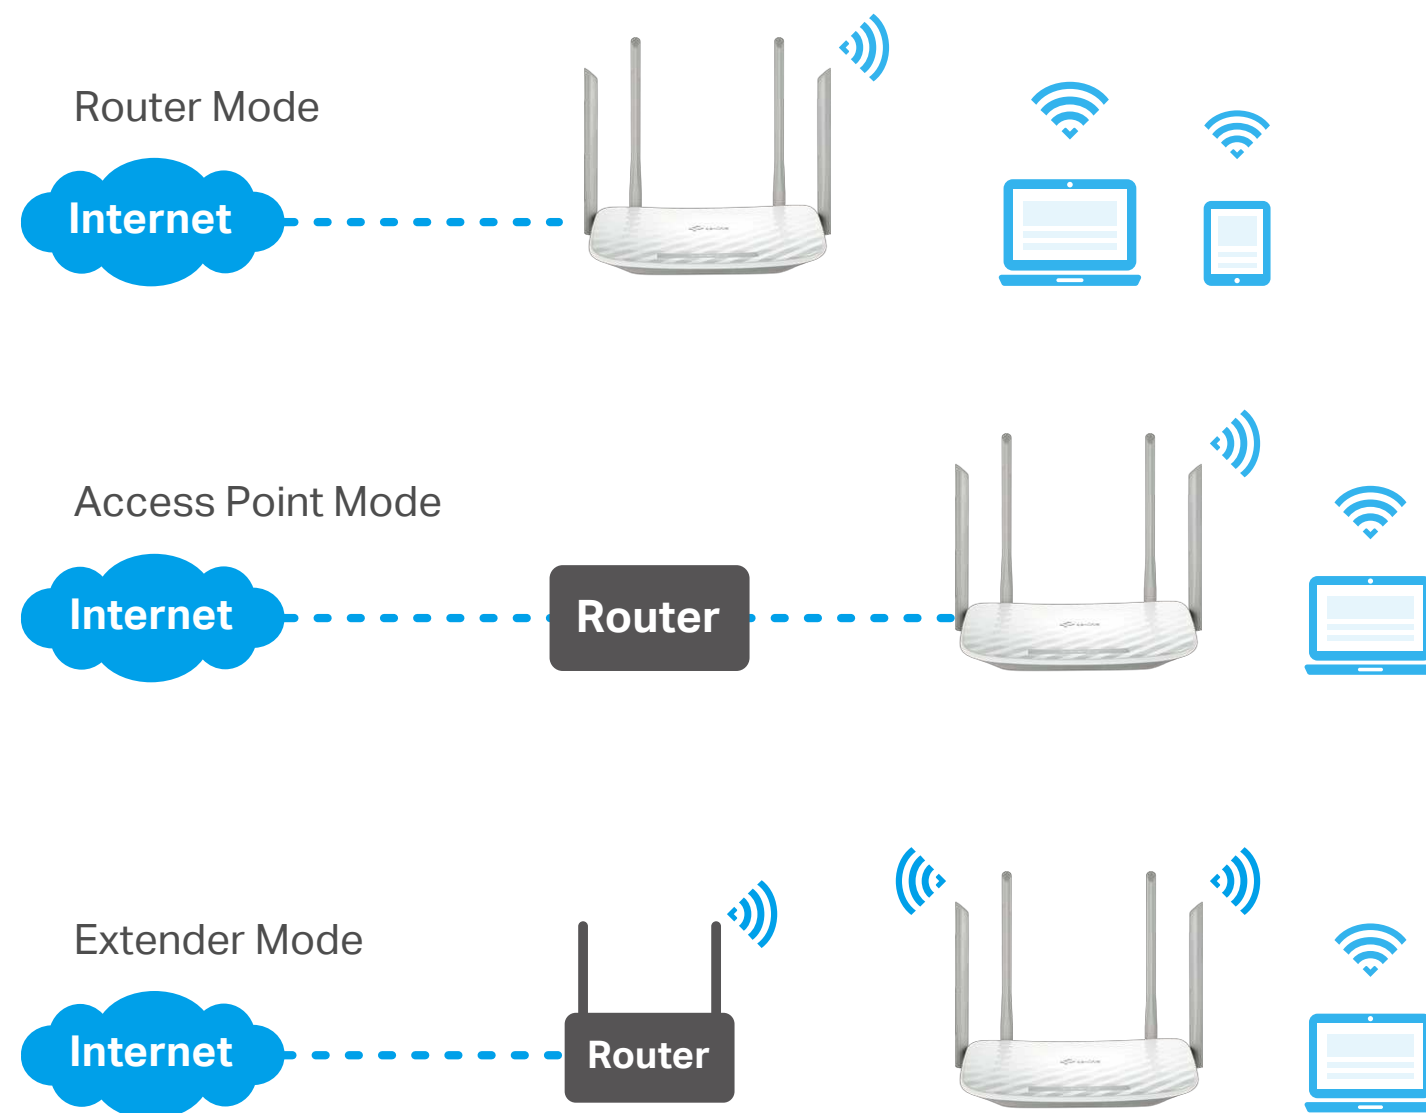 Router Mode
Internet
Access Point Mode
Internet
Router
Extender Mode
Internet
Router